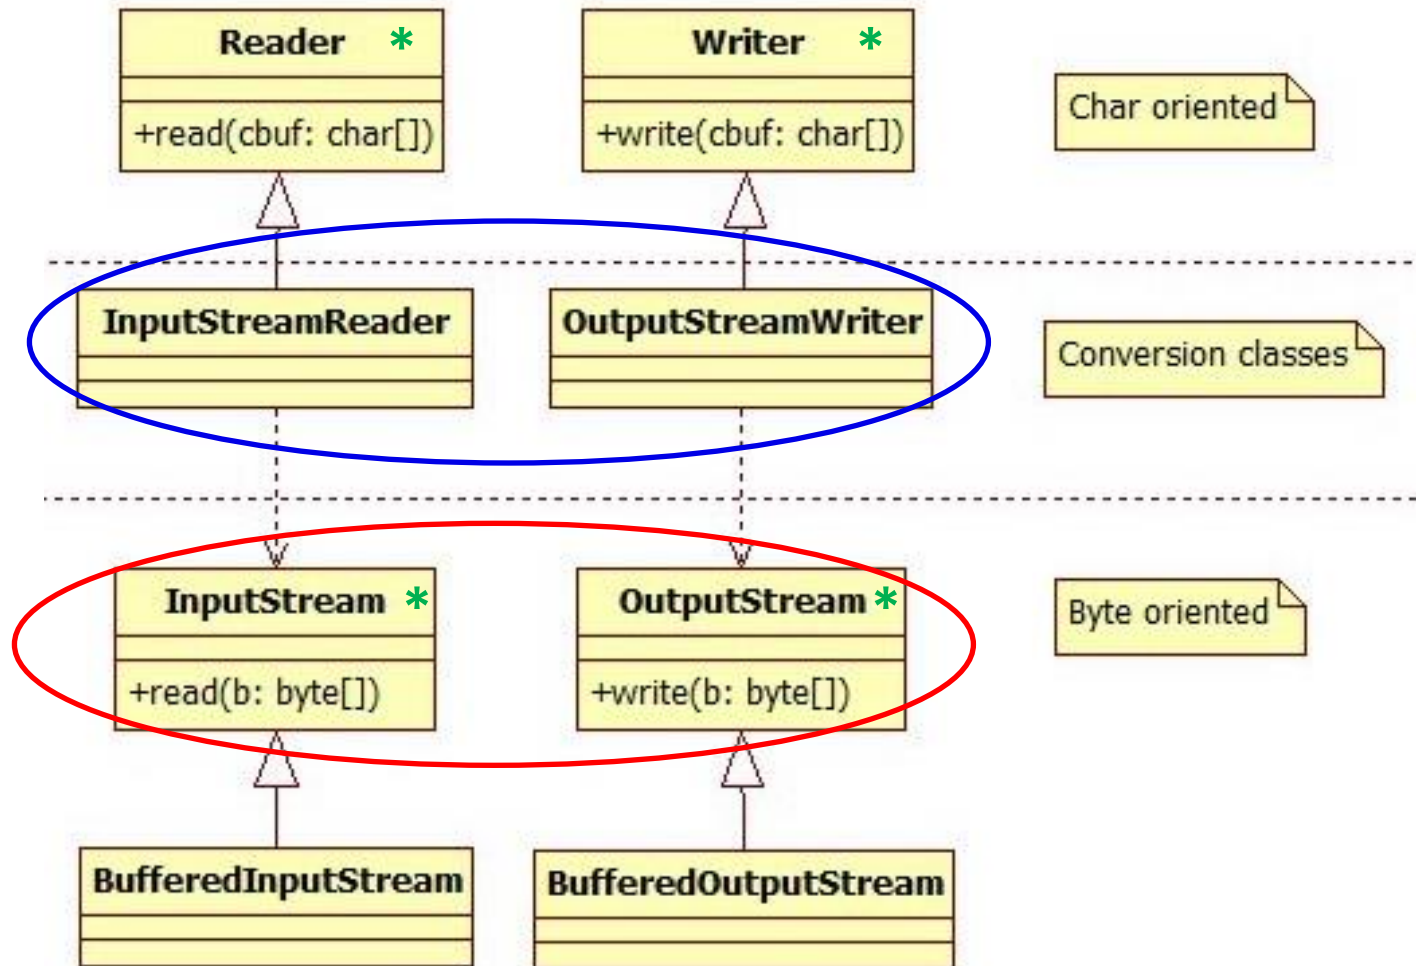 Reader *
Writer *
+read(cbuf: char[])
+write(cbuf: char[])
Char oriented
InputStreamReader
OutputStreamWriter
Conversion classes
InputStream *
OutputStream *
+read(b: byte[])
+write(b: byte[])
Byte oriented
BufferedInputStream
BufferedOutputStream